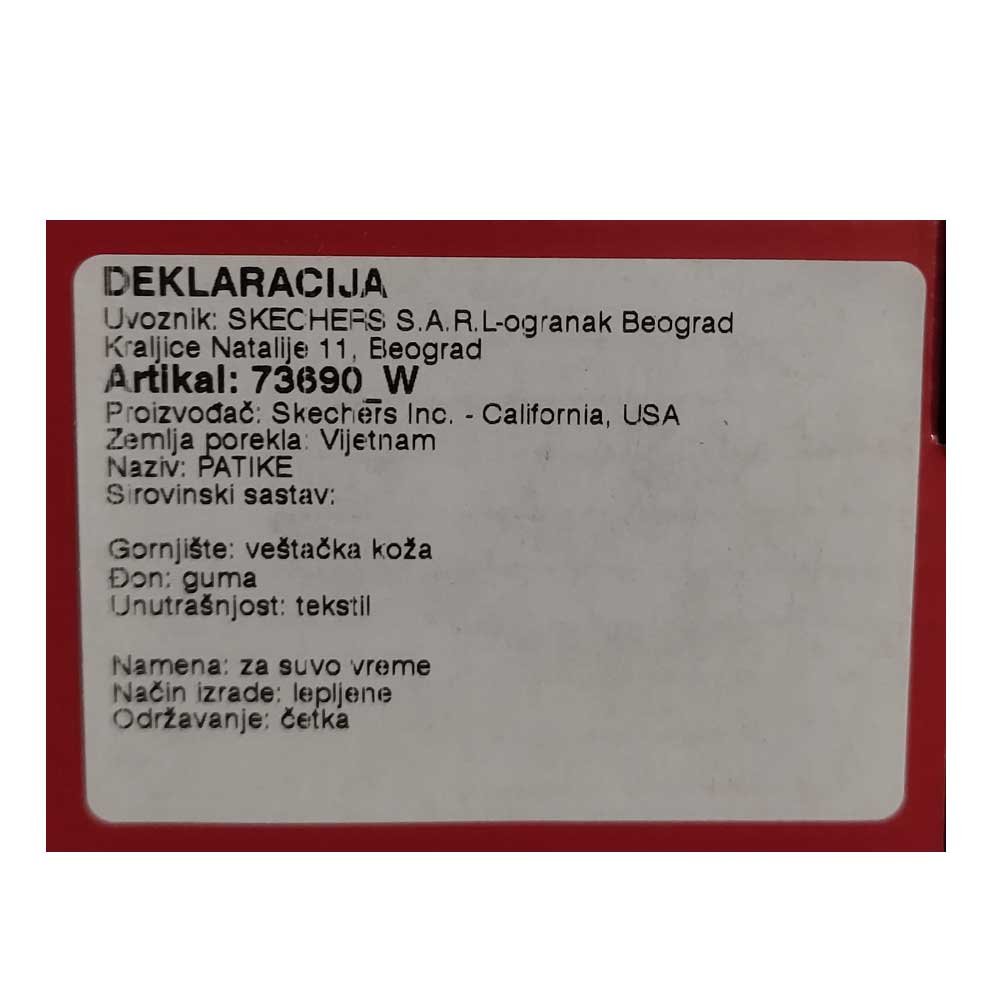 DEKLARACIJA
Uvoznik: SKECHERS S.A.R.L-ogranak Beograd
Kraljice Natalije 11, Beograd
Artikal: 73690_W
Proizvođač: Skechers Inc. - California, USA
Zemlja porekla: Vijetnam
Naziv: PATIKE
Sirovinski sastav:
Gornjište: veštačka koža
Đon: guma
Unutrašnjost: tekstil
Namena: za suvo vreme
Način izrade: lepljene
Održavanje: četka